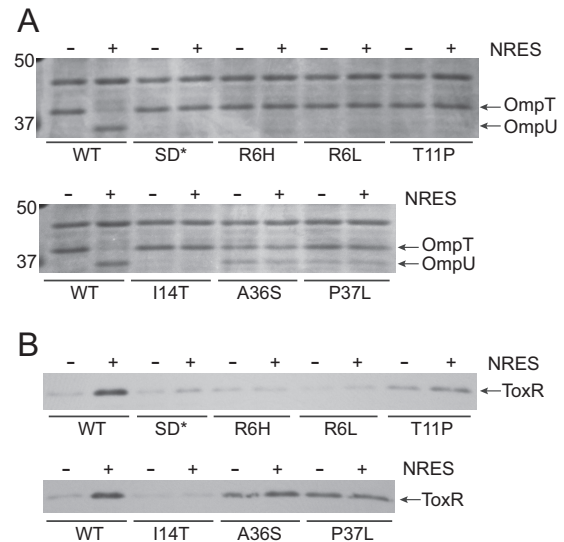 A
− + − + − + − + − + NRES
50
37
OmpT
OmpU
WT SD* R6H R6L T11P
− + − + − + − + NRES
50
37
OmpT
OmpU
WT I14T A36S P37L
B
− + − + − + − + − + NRES
ToxR
WT SD* R6H R6L T11P
− + − + − + − + NRES
ToxR
WT I14T A36S P37L